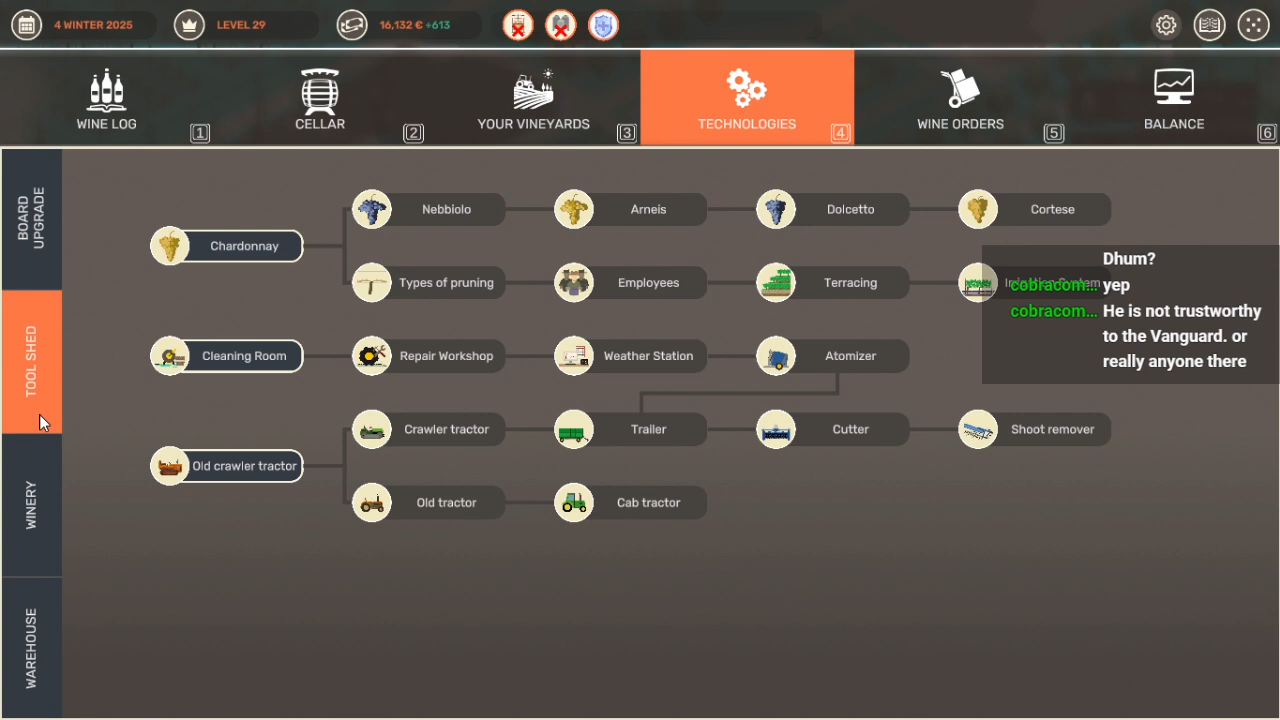 4 WINTER 2025
LEVEL 29
16,132 € +613
WINE LOG
1
CELLAR
2
YOUR VINEYARDS
3
TECHNOLOGIES
4
WINE ORDERS
5
BALANCE
6
BOARD
UPGRADE
TOOL SHED
WINERY
WAREHOUSE
Nebbiolo
Arneis
Dolcetto
Cortese
Chardonnay
Types of pruning
Employees
Terracing
Cleaning Room
Repair Workshop
Weather Station
Atomizer
Crawler tractor
Trailer
Cutter
Shoot remover
Old crawler tractor
Old tractor
Cab tractor
Dhum?
cobracom... yep
cobracom... He is not trustworthy
to the Vanguard. or
really anyone there